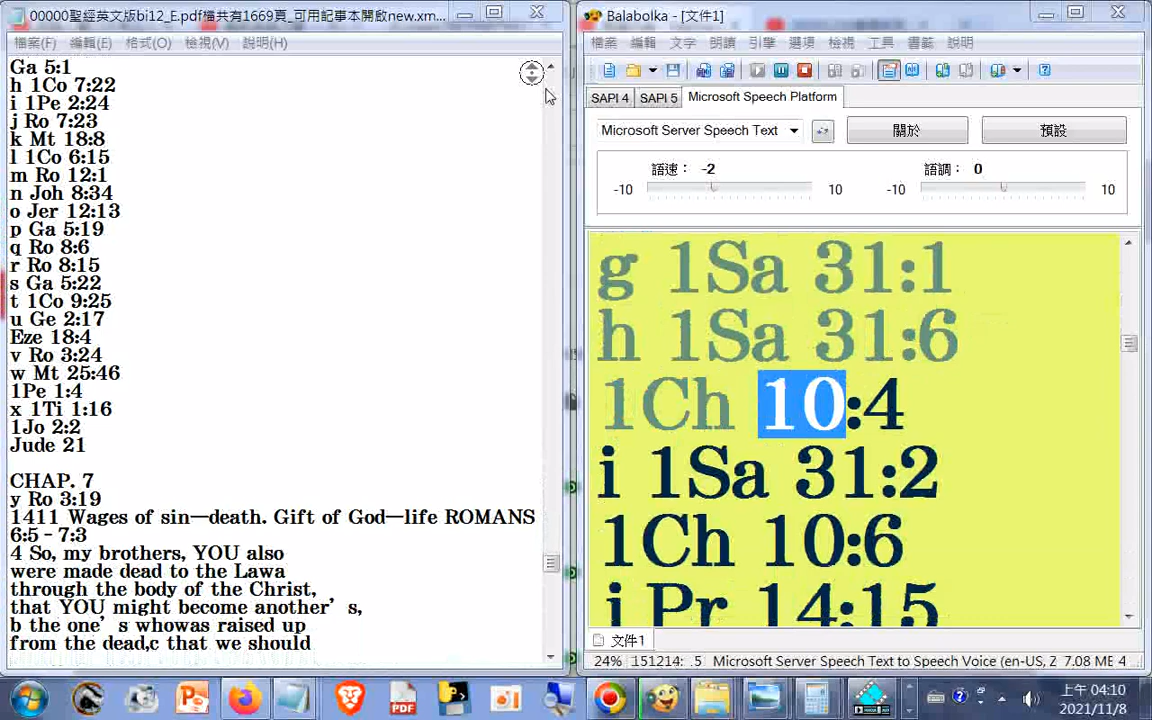 00000聖經英文版bi12_E.pdf檔共有1669頁_可用記事本開啟new.xm...
檔案(F) 編輯(E) 格式(O) 檢視(V) 說明(H)
Ga 5:1
h 1Co 7:22
i 1Pe 2:24
j Ro 7:23
k Mt 18:8
l 1Co 6:15
m Ro 12:1
n Joh 8:34
o Jer 12:13
p Ga 5:19
q Ro 8:6
r Ro 8:15
s Ga 5:22
t 1Co 9:25
u Ge 2:17
Eze 18:4
v Ro 3:24
w Mt 25:46
1Pe 1:4
x 1Ti 1:16
1Jo 2:2
Jude 21
CHAP. 7
y Ro 3:19
1411 Wages of sin—death. Gift of God—life ROMANS
6:5 - 7:3
4 So, my brothers, YOU also
were made dead to the Lawa
through the body of the Christ,
that YOU might become another’s,
b the one’s whowas raised up
from the dead,c that we should
Balabolka - [文件1]
檔案 編輯 文字 朗讀 引擎 選項 檢視 工具 書籤 說明
SAPI 4 SAPI 5 Microsoft Speech Platform
Microsoft Server Speech Text 關於 預設
語速： -2 語調： 0
-10 10 -10 10
g 1Sa 31:1
h 1Sa 31:6
1Ch 10:4
i 1Sa 31:2
1Ch 10:6
j Pr 14:15
文件1
24% 151214: .5 Microsoft Server Speech Text to Speech Voice (en-US, 2 7.08 ME 4
PDF
上午 04:10
2021/11/8